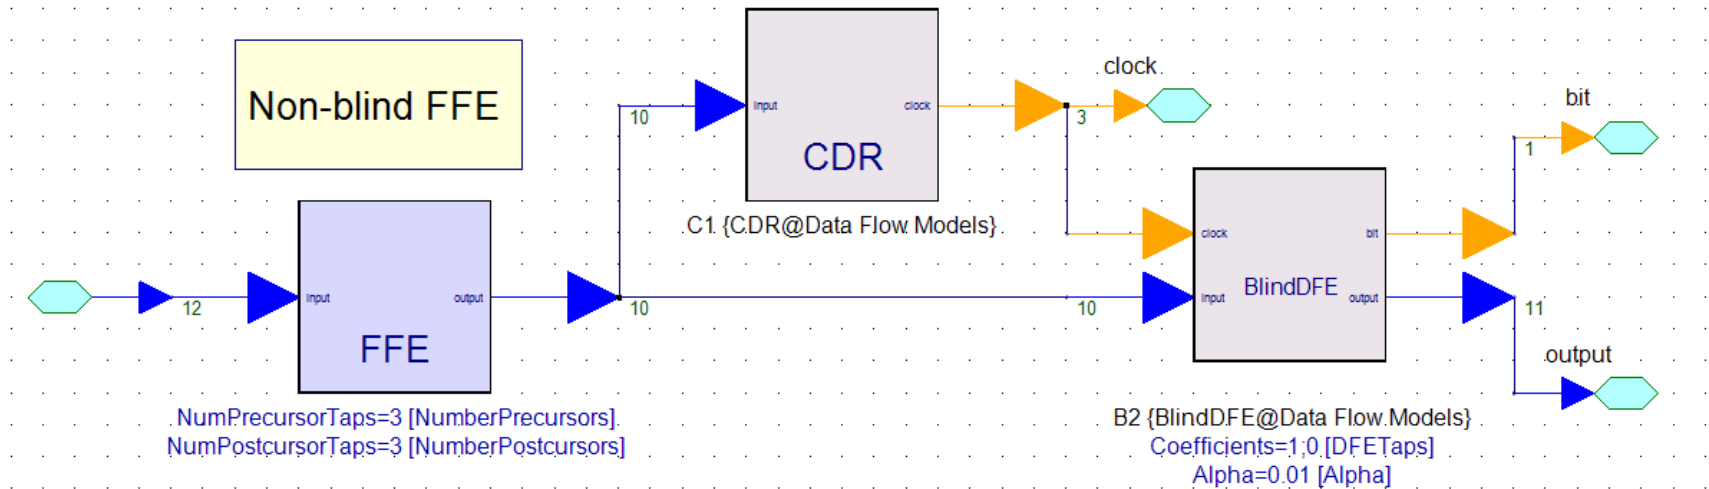 Non-blind FFE
10
Input
clock
CDR
C1 {CDR@Data Flow Models}
3
clock
bit
1
12
Input
output
FFE
NumPrecursorTaps=3 [NumberPrecursors]
NumPostcursorTaps=3 [NumberPostcursors]
10
10
clock
bit
BlindDFE
Input
output
11
output
B2 {BlindDFE@Data Flow Models}
Coefficients=1;0 [DFETaps]
Alpha=0.01 [Alpha]